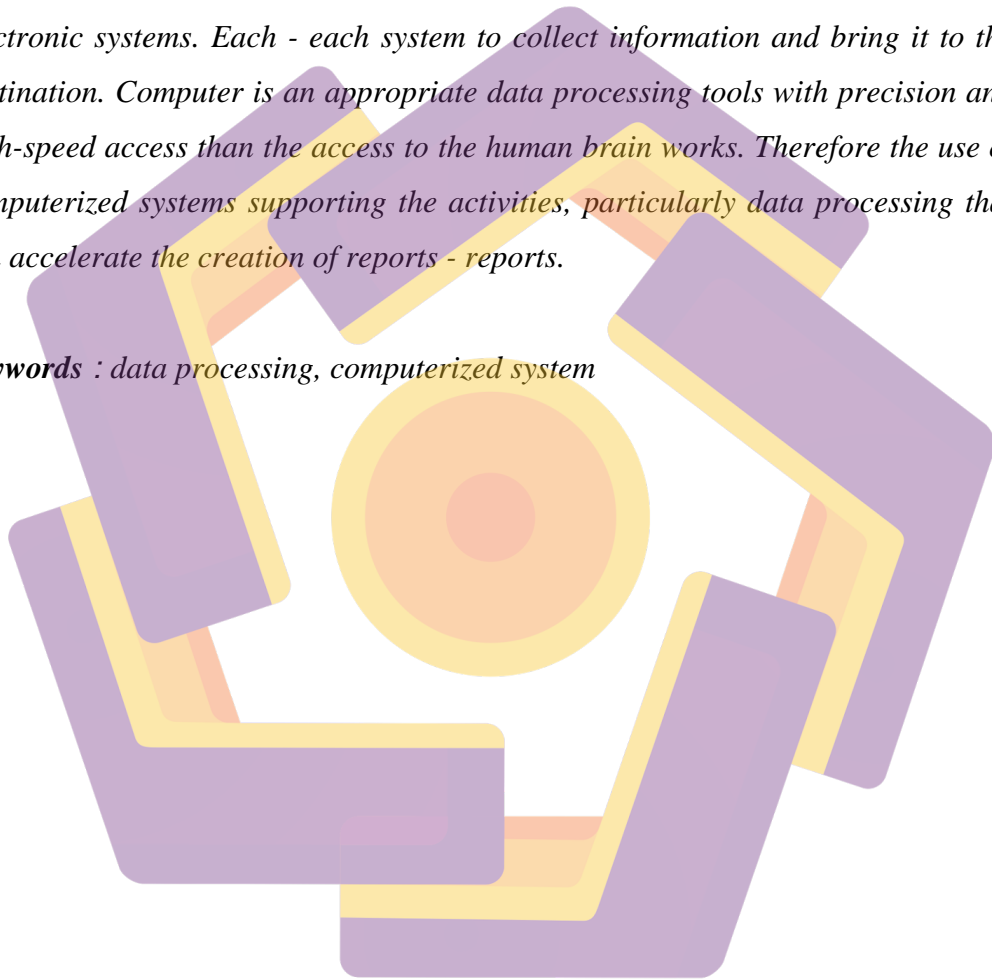 ctronic systems. Each - each system to collect information and bring it to th
tination. Computer is an appropriate data processing tools with precision an
h-speed access than the access to the human brain works. Therefore the use o
mputerized systems supporting the activities, particularly data processing tha
accelerate the creation of reports - reports.
words : data processing, computerized system